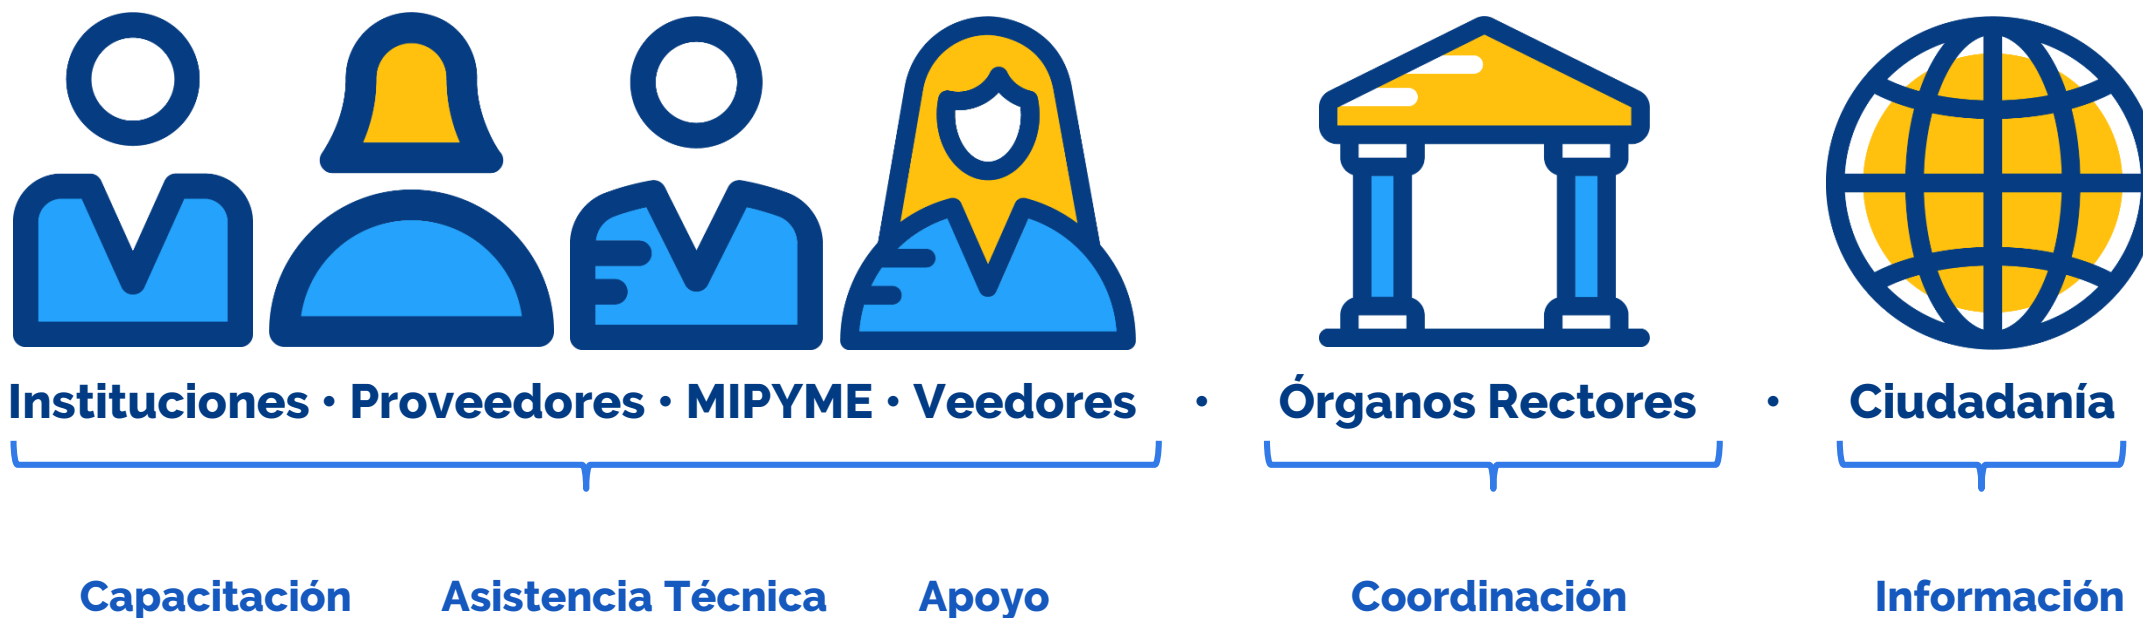 Instituciones • Proveedores • MIPYME • Veedores • Órganos Rectores • Ciudadanía
Capacitación Asistencia Técnica Apoyo Coordinación Información